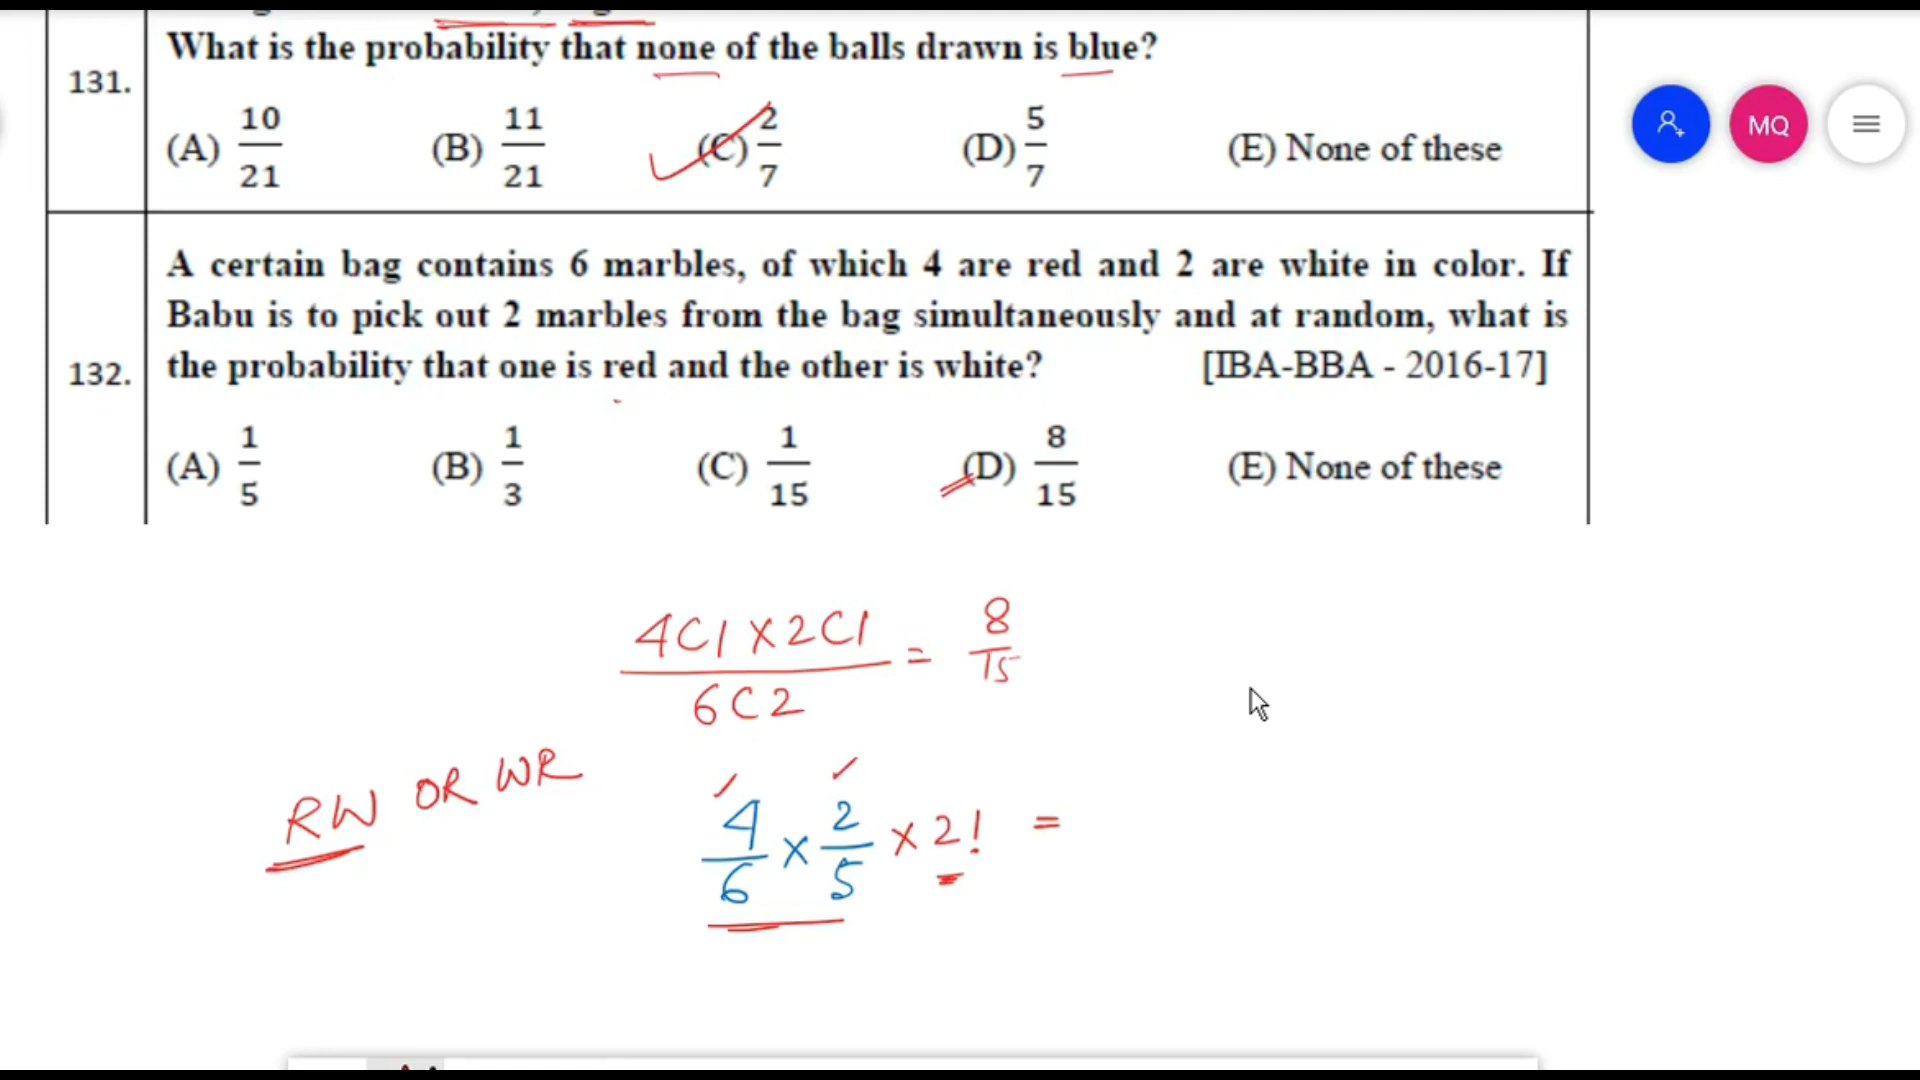 What is the probability that none of the balls drawn is blue?
131.
(A) 10/21 (B) 11/21 (C) 2/7 (D) 5/7 (E) None of these
MQ
A certain bag contains 6 marbles, of which 4 are red and 2 are white in color. If
Babu is to pick out 2 marbles from the bag simultaneously and at random, what is
132. the probability that one is red and the other is white? [IBA-BBA - 2016-17]
(A) 1/5 (B) 1/3 (C) 1/15 (D) 8/15 (E) None of these
4C1 X 2C1 / 6C2 = 8/15
RW OR WR
4/6 X 2/5 X 2! =